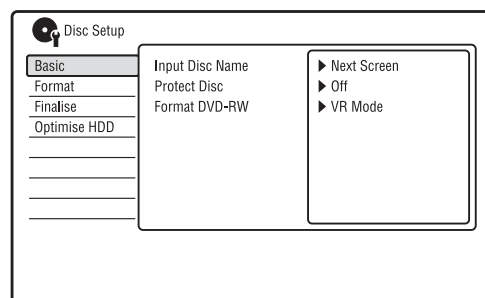 Disc Setup
Basic
Format
Finalise
Optimise HDD
Input Disc Name
Protect Disc
Format DVD-RW
Next Screen
Off
VR Mode